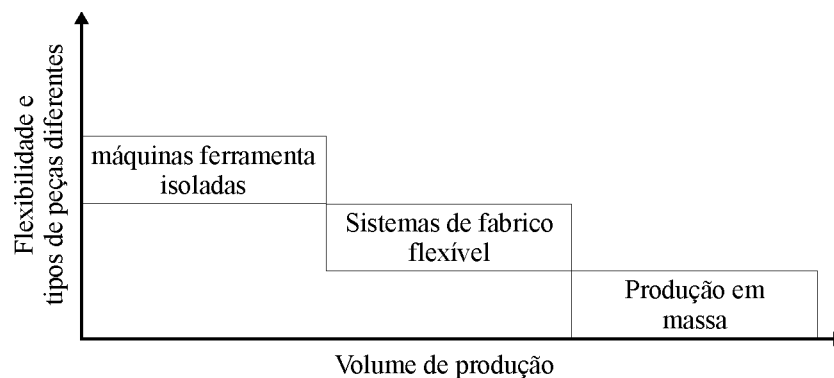 Flexibilidade e
tipos de peças diferentes
máquinas ferramenta
isoladas
Sistemas de fabrico
flexível
Produção em
massa
Volume de produção